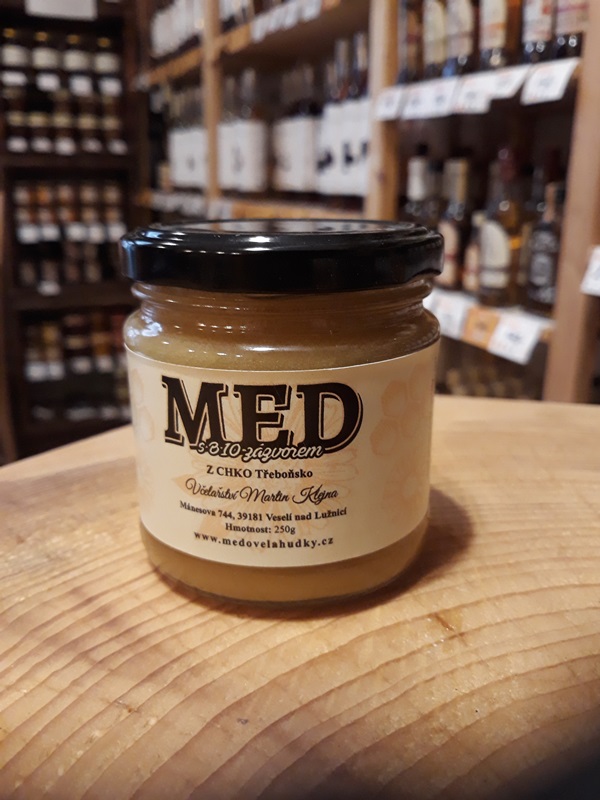 MED
s BIO zázvorem
Z CHKO Třeboňsko
Včelařství Martin Klejna
Mánesova 744, 39181 Veselí nad Lužnicí
Hmotnost: 250g
www.medovelahudky.cz